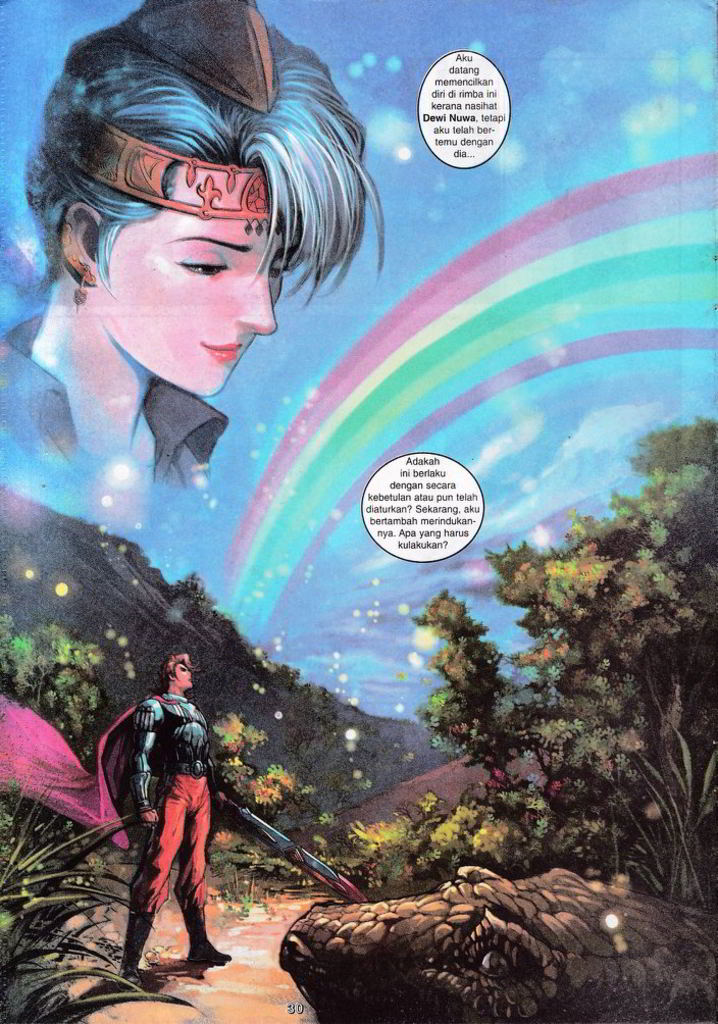 Aku
datang
memencilkan
diri di rimba ini
kerana nasihat
Dewi Nuwa, tetapi
aku telah ber-
temu dengan
dia...
Adakah
ini berlaku
dengan secara
kebetulan atau pun telah
diaturkan? Sekarang, aku
bertambah merindukan-
nya. Apa yang harus
kulakukan?
30